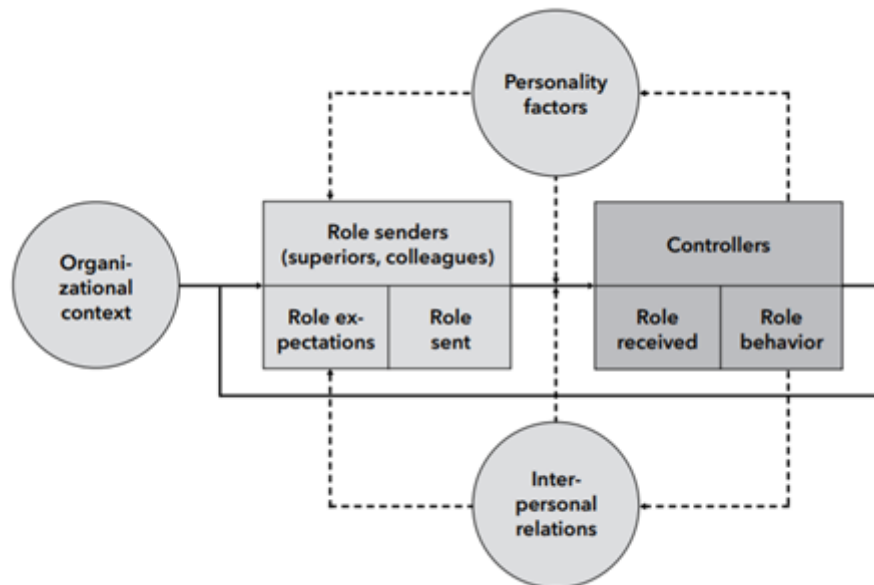 Personality
factors
Organi-
zational
context
Role senders
(superiors, colleagues)
Role ex-
pectations
Role
sent
Controllers
Role
received
Role
behavior
Inter-
personal
relations